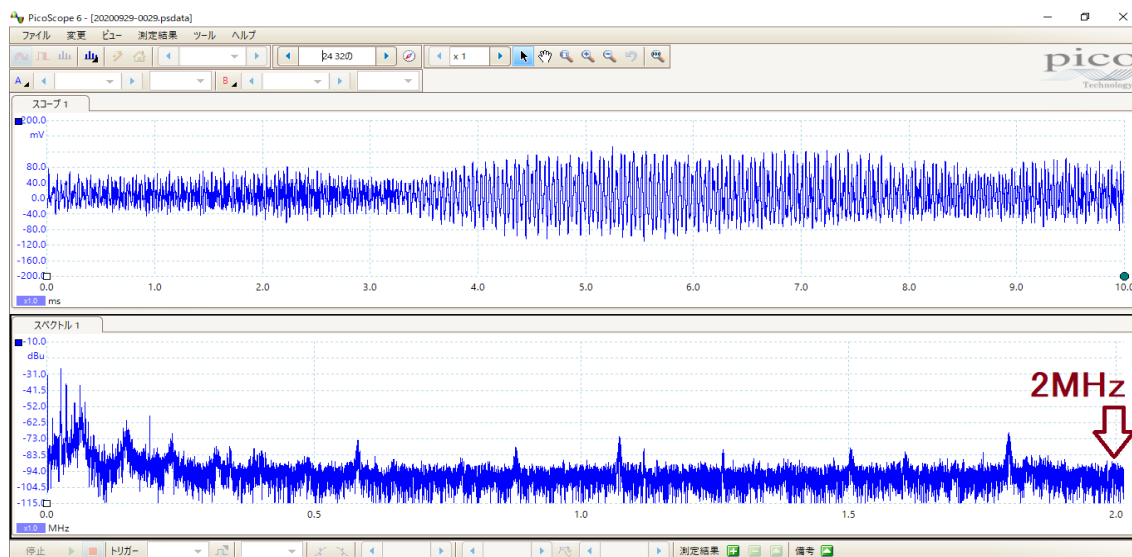 PicoScope 6 - [20200929-0029.psdata]
ファイル 変更 ビュー 測定結果 ツール ヘルプ
x 1
pico
Technology
A B
スコープ 1
200.0
mV
80.0
40.0
0.0
-40.0
-80.0
-120.0
-160.0
-200.0
0.0 1.0 2.0 3.0 4.0 5.0 6.0 7.0 8.0 9.0 10.0
x1.0 ms
スペクトル 1
-10.0
dBu
-31.0
-41.5
-52.0
-62.5
-73.0
-83.5
-94.0
-104.5
-115.0
2MHz
0.0 0.5 1.0 1.5 2.0
x1.0 MHz
停止 トリガー 測定結果 備考